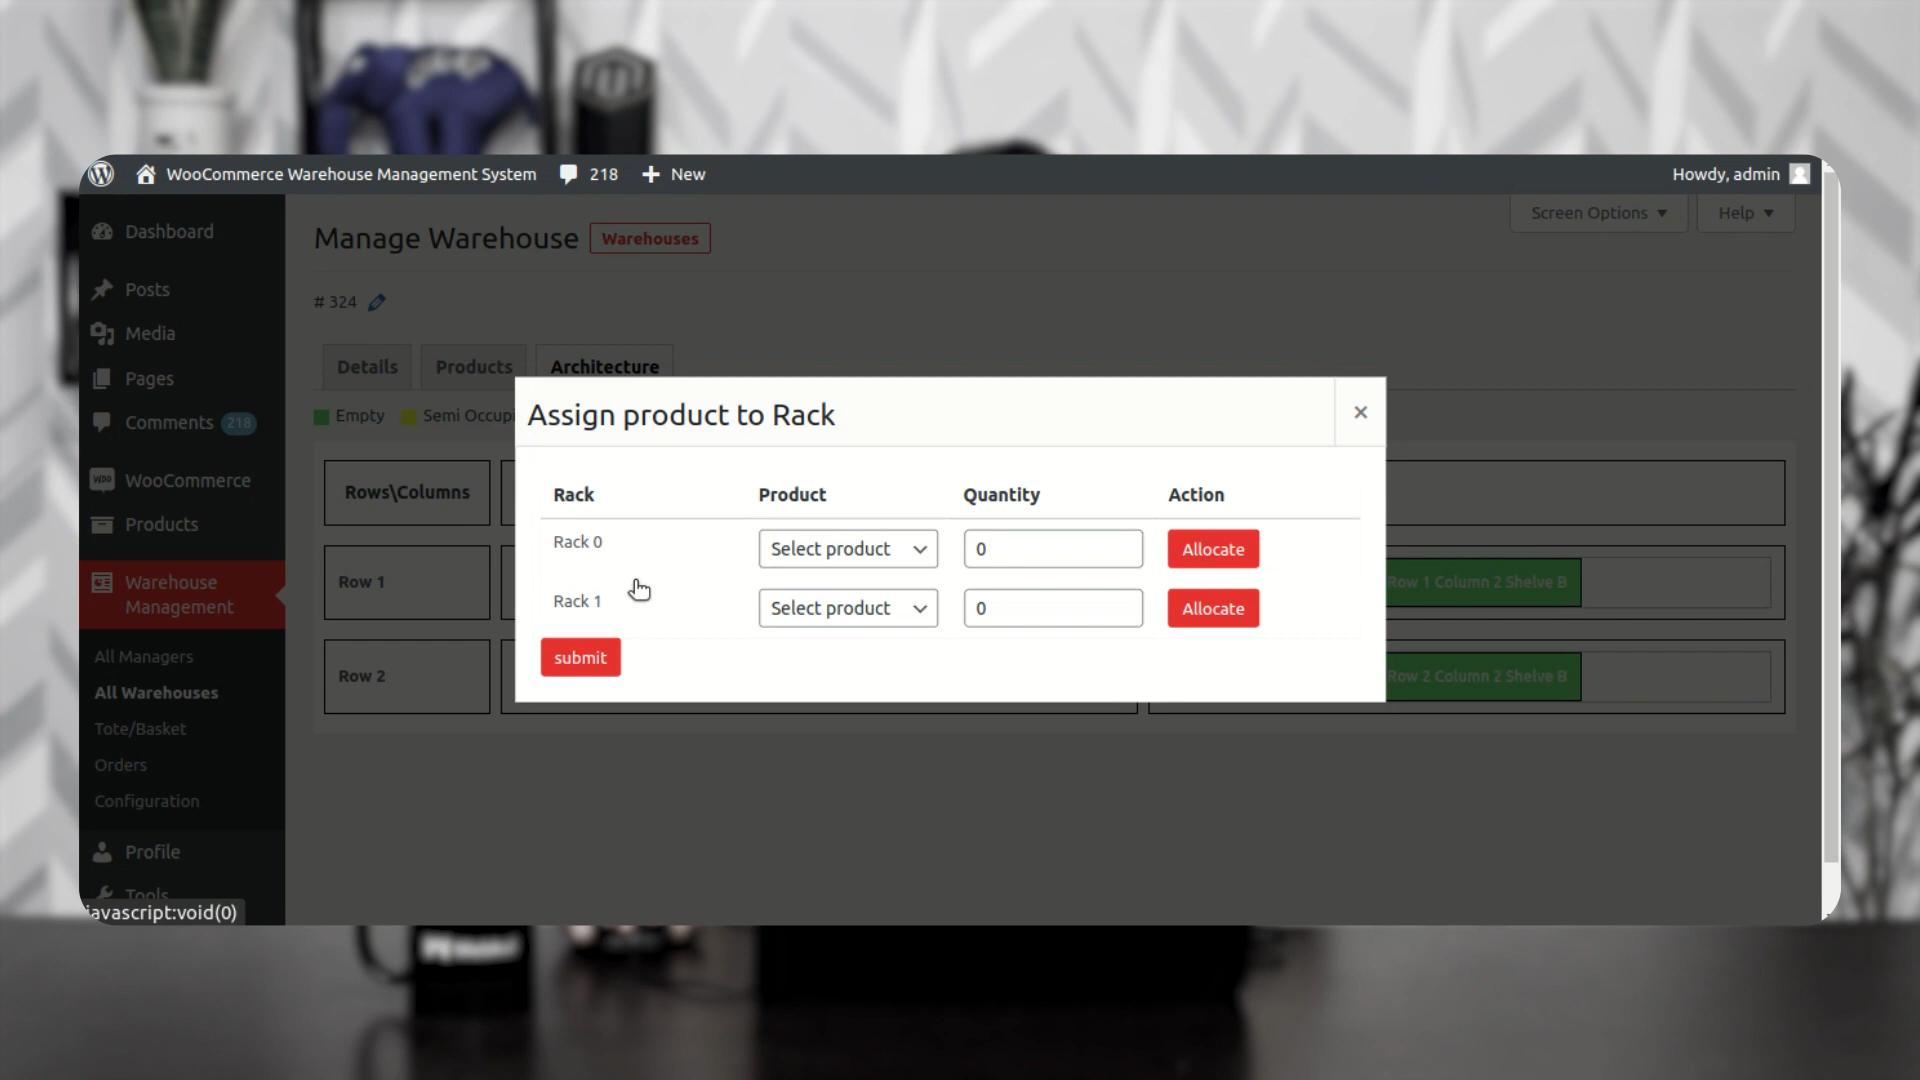 WooCommerce Warehouse Management System 218 New Howdy, admin
Screen Options Help
Manage Warehouse Warehouses
# 324
Details Products Architecture
Empty Semi Occupi
Dashboard
Posts
Media
Pages
Comments 218
WooCommerce
Products
Warehouse
Management
All Managers
All Warehouses
Tote/Basket
Orders
Configuration
Profile
Tools
javascript:void(0)
Rows\Columns
Row 1
Row 2
Row 1 Column 2 Shelve B
Row 2 Column 2 Shelve B
Assign product to Rack ×
Rack Product Quantity Action
Rack 0 Select product 0 Allocate
Rack 1 Select product 0 Allocate
submit